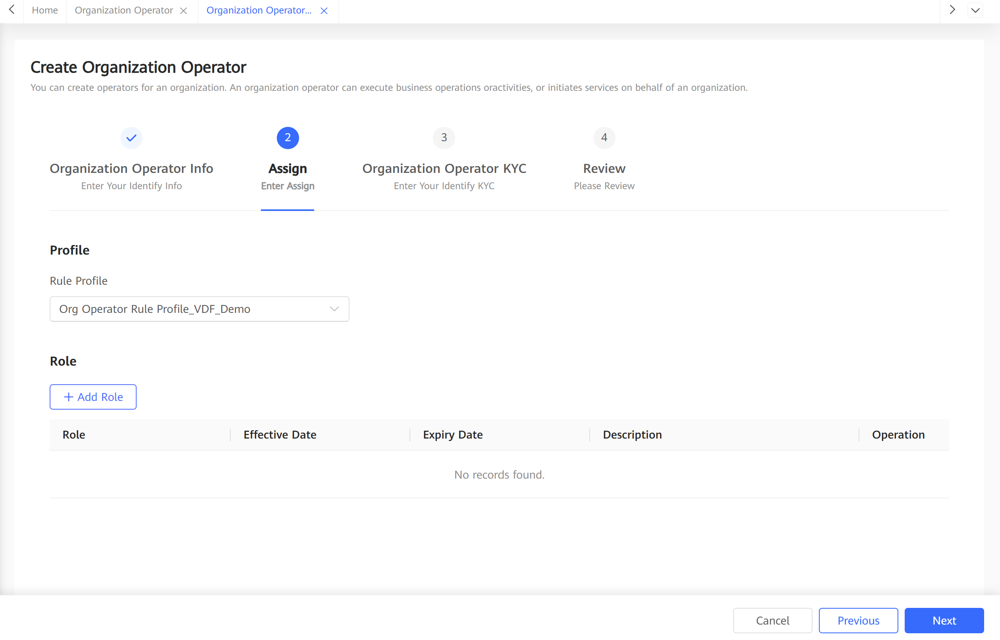 Home
Organization Operator
Organization Operator...
Create Organization Operator
You can create operators for an organization. An organization operator can execute business operations oractivities, or initiates services on behalf of an organization.
2
3
4
Organization Operator Info
Assign
Organization Operator KYC
Review
Enter Your Identify Info
Enter Assign
Enter Your Identify KYC
Please Review
Profile
Rule Profile
Org Operator Rule Profile_VDF_Demo
Role
+ Add Role
Role
Effective Date
Expiry Date
Description
Operation
No records found.
Cancel
Previous
Next